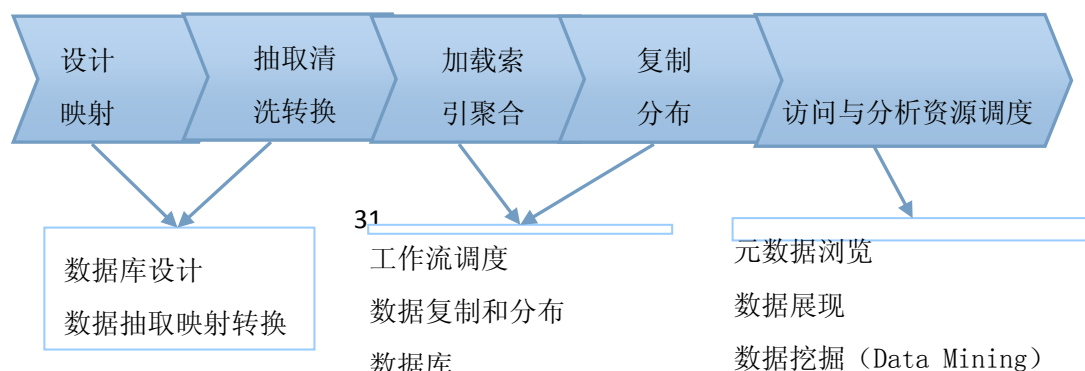 设计
映射
抽取清
洗转换
加载索
引聚合
复制
分布
访问与分析资源调度
31
数据库设计
数据抽取映射转换
工作流调度
数据复制和分布
数据库
元数据浏览
数据展现
数据挖掘（Data Mining）